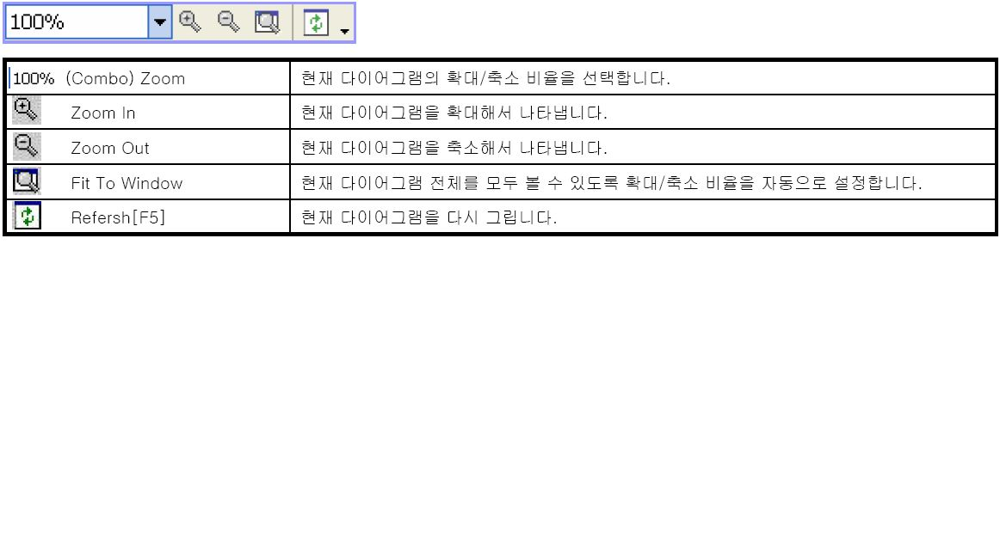 100%
100% (Combo) Zoom 현재 다이어그램의 확대/축소 비율을 선택합니다.
Zoom In 현재 다이어그램을 확대해서 나타냅니다.
Zoom Out 현재 다이어그램을 축소해서 나타냅니다.
Fit To Window 현재 다이어그램 전체를 모두 볼 수 있도록 확대/축소 비율을 자동으로 설정합니다.
Refersh[F5] 현재 다이어그램을 다시 그립니다.